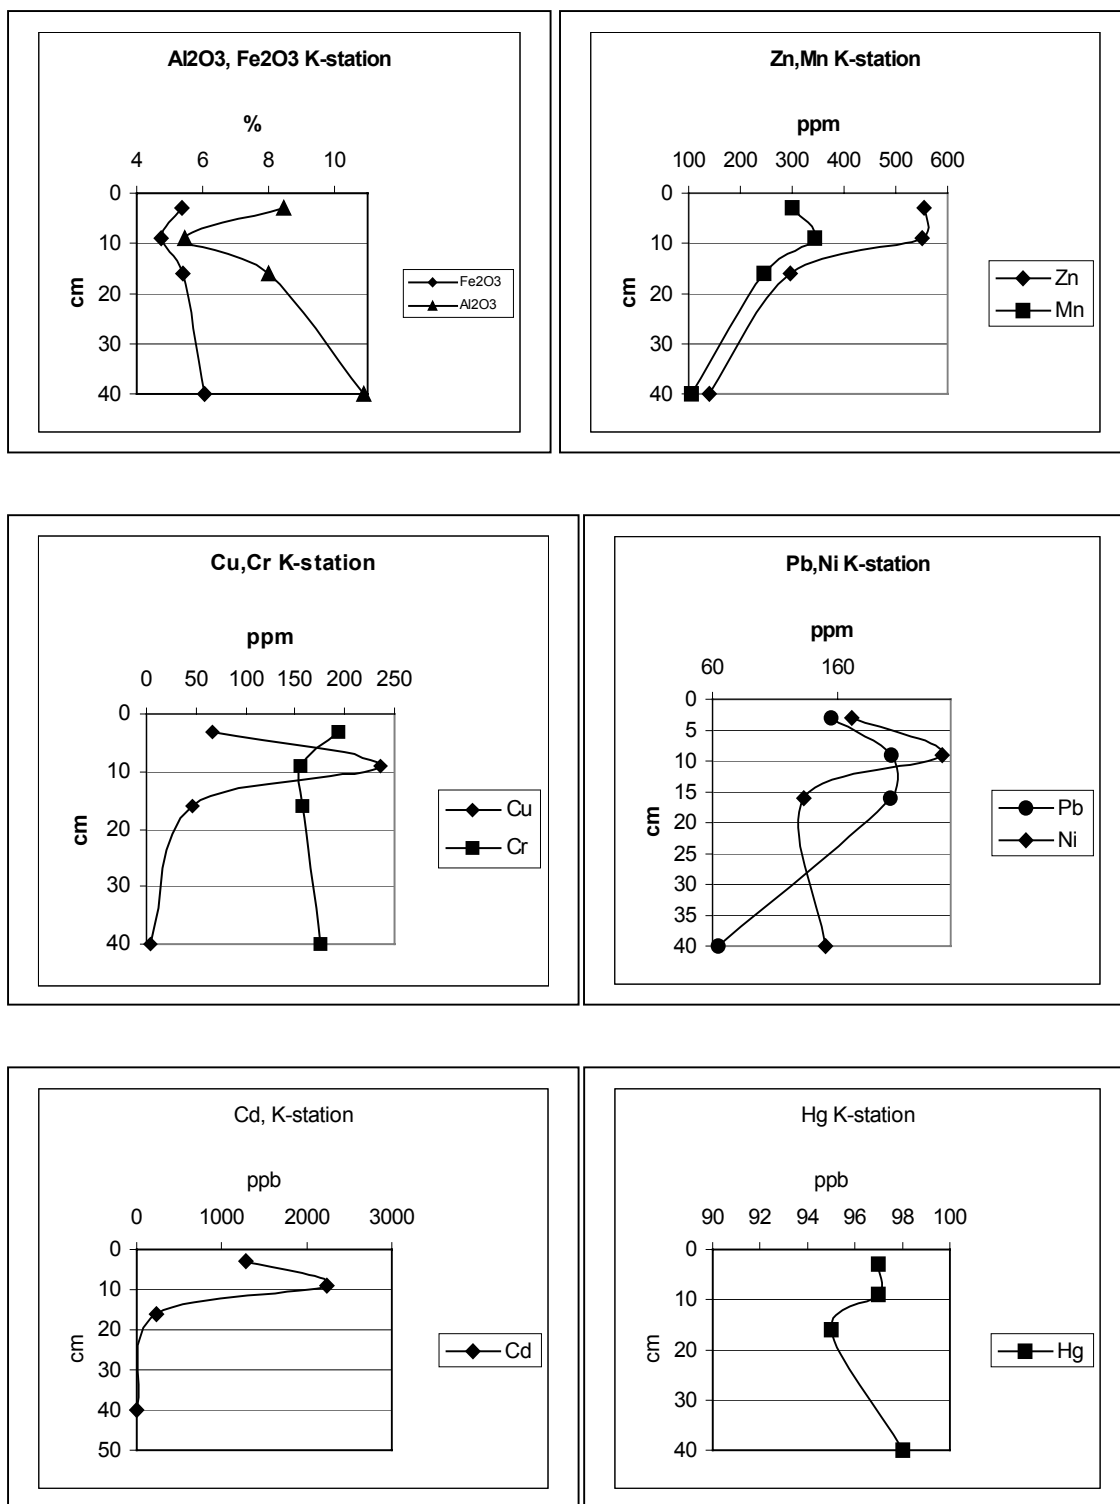 Al2O3, Fe2O3 K-station
%
4 6 8 10
0
10
20
30
40
cm
Fe2O3
Al2O3
Zn,Mn K-station
ppm
100 200 300 400 500 600
0
10
20
30
40
cm
Zn
Mn
Cu,Cr K-station
ppm
0 50 100 150 200 250
0
10
20
30
40
cm
Cu
Cr
Pb,Ni K-station
ppm
60 160
0
5
10
15
20
25
30
35
40
cm
Pb
Ni
Cd, K-station
ppb
0 1000 2000 3000
0
10
20
30
40
50
cm
Cd
Hg K-station
ppb
90 92 94 96 98 100
0
10
20
30
40
cm
Hg